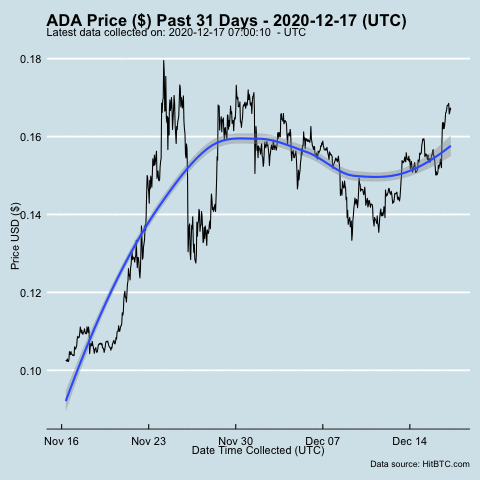 ADA Price ($) Past 31 Days - 2020-12-17 (UTC)
Latest data collected on: 2020-12-17 07:00:10 - UTC
0.18
0.16
0.14
0.12
0.10
Price USD ($)
Nov 16 Nov 23 Nov 30 Dec 07 Dec 14
Date Time Collected (UTC)
Data source: HitBTC.com